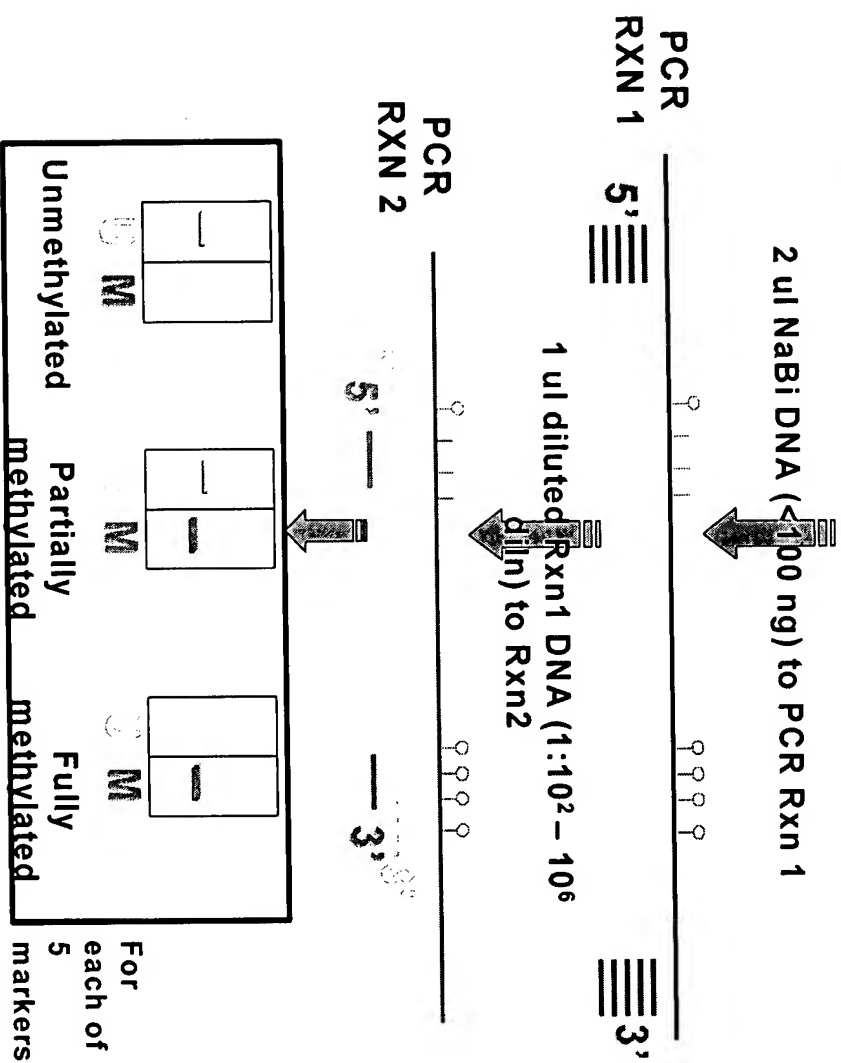 2 ul NaBi DNA (<100 ng) to PCR Rxn 1
PCR
RXN 1
5'
3'
1 ul diluted Rxn1 DNA (1:10² – 10⁶
diln) to Rxn2
PCR
RXN 2
5'
3'
U M
M
M
Unmethylated
Partially
methylated
Fully
methylated
For
each of
5
markers